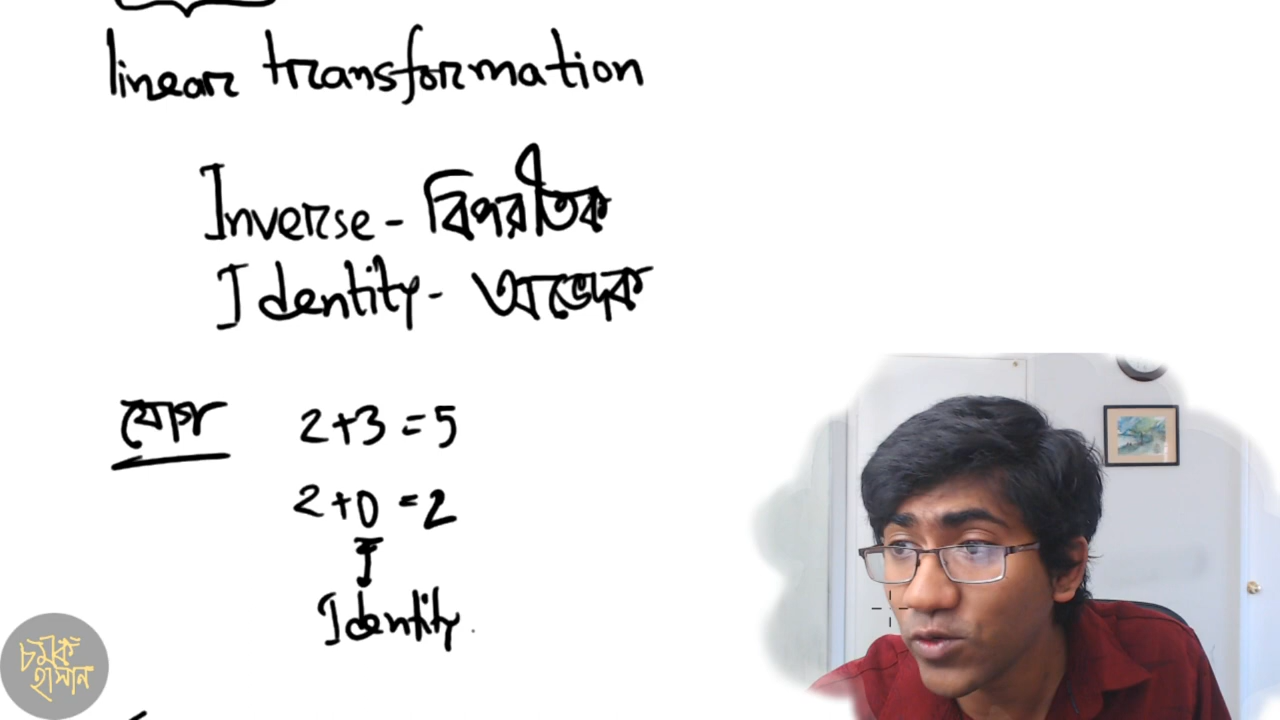 linear transformation
Inverse - বিপরীতক
Identity - অভেদক
যোগ 2+3 = 5
2+0 = 2
Identity
চমক
হাসান